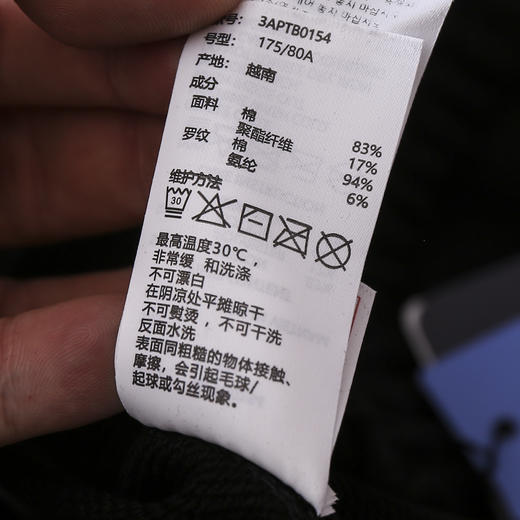 号: 3APTB0154
号型: 175/80A
产地: 越南
成分
面料 棉 83%
聚酯纤维 17%
罗纹 棉 94%
氨纶 6%
维护方法
30
最高温度30℃，
非常缓 和洗涤
不可漂白
在阴凉处平摊晾干
不可熨烫，不可干洗
反面水洗
表面同粗糙的物体接触、
摩擦，会引起毛球/
起球或勾丝现象。